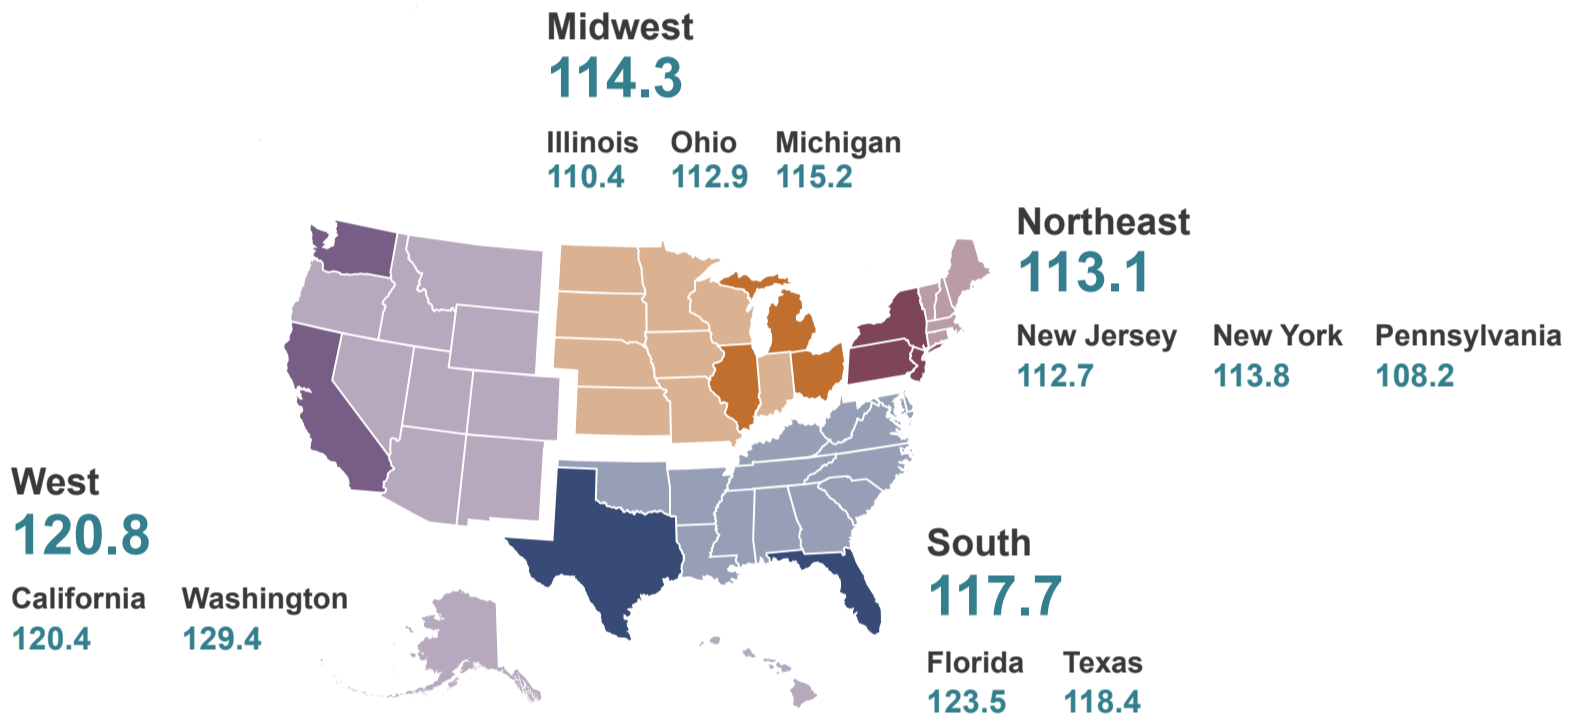 Midwest
114.3
Illinois Ohio Michigan
110.4 112.9 115.2
Northeast
113.1
New Jersey New York Pennsylvania
112.7 113.8 108.2
West
120.8
California Washington
120.4 129.4
South
117.7
Florida Texas
123.5 118.4